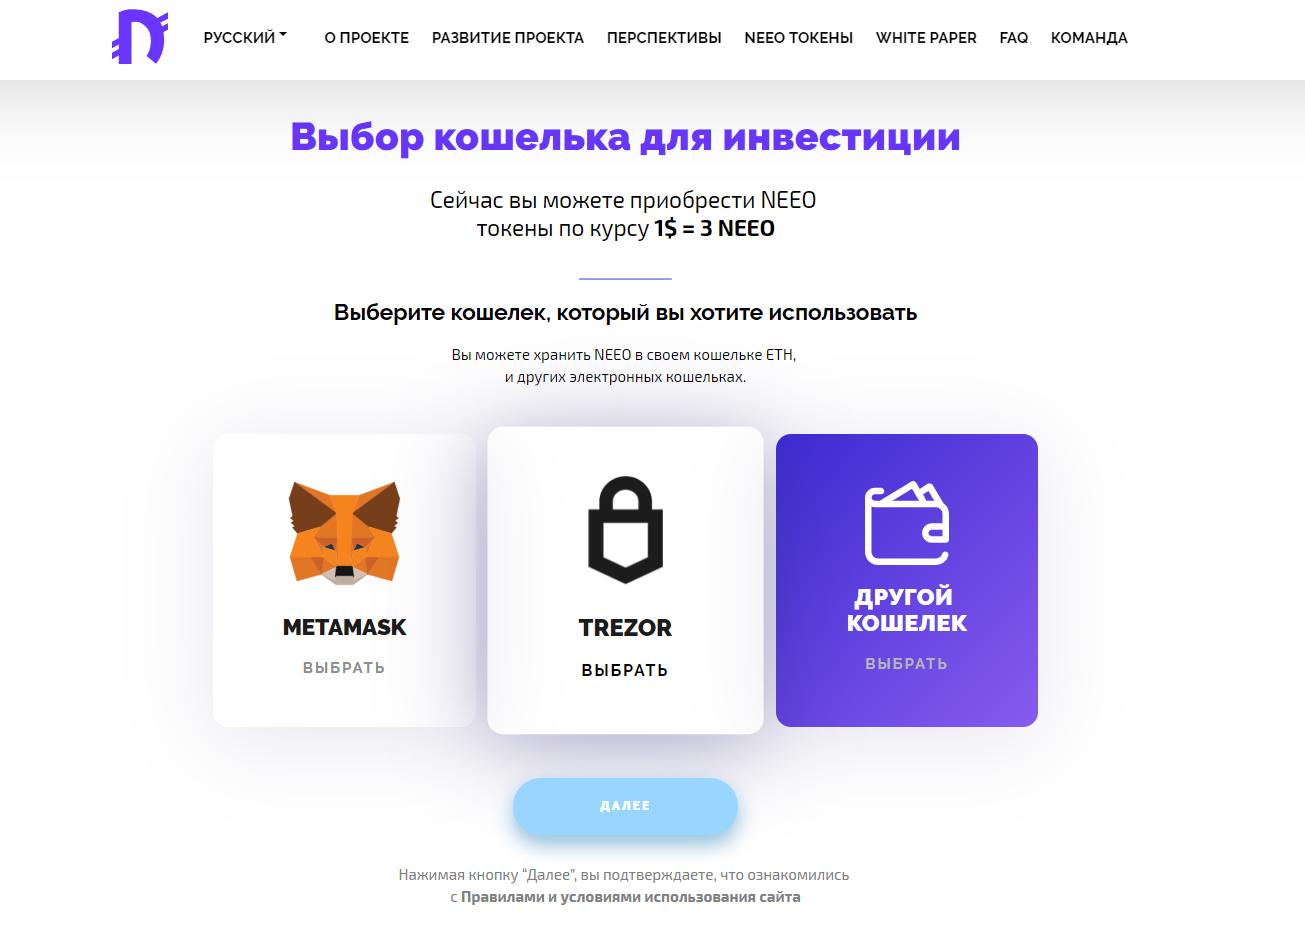 РУССКИЙ О ПРОЕКТЕ РАЗВИТИЕ ПРОЕКТА ПЕРСПЕКТИВЫ NEEO ТОКЕНЫ WHITE PAPER FAQ КОМАНДА
Выбор кошелька для инвестиции
Сейчас вы можете приобрести NEEO
токены по курсу 1$ = 3 NEEO
Выберите кошелек, который вы хотите использовать
Вы можете хранить NEEO в своем кошельке ETH,
и других электронных кошельках.
METAMASK
ВЫБРАТЬ
TREZOR
ВЫБРАТЬ
ДРУГОЙ
КОШЕЛЕК
ВЫБРАТЬ
ДАЛЕЕ
Нажимая кнопку “Далее”, вы подтверждаете, что ознакомились
с Правилами и условиями использования сайта